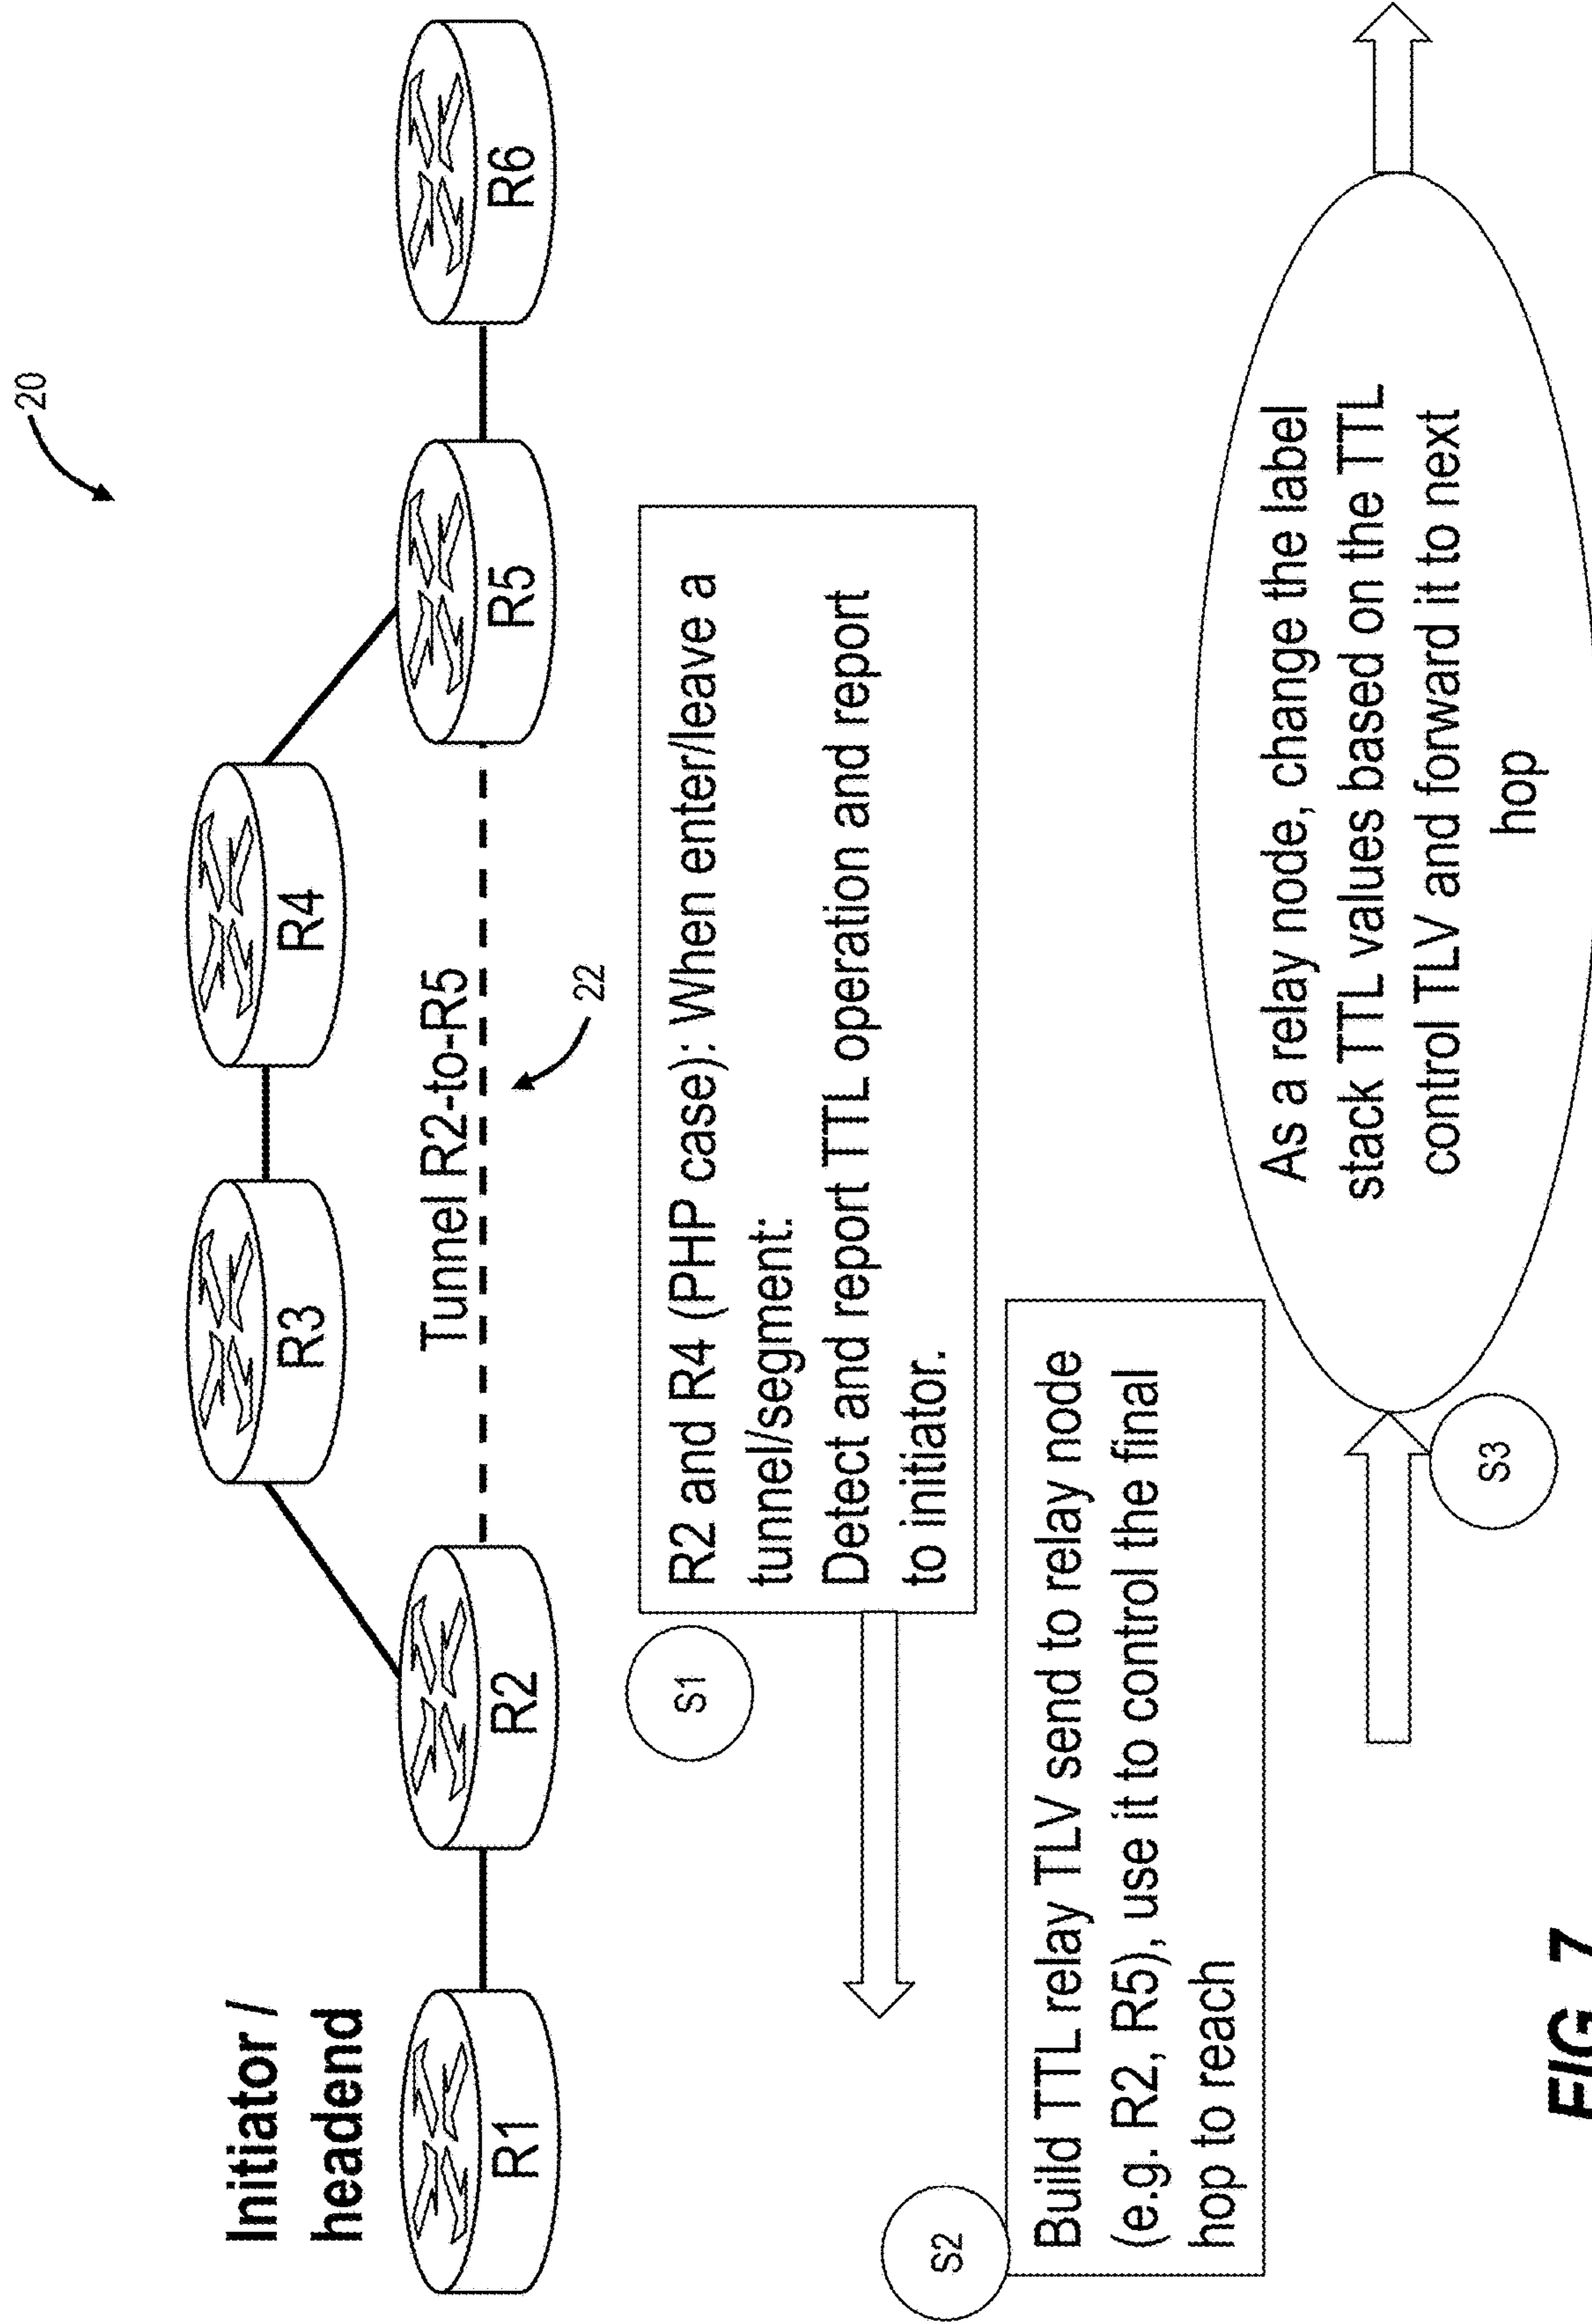 20
Initiator /
headend
R1
R2
R3
R4
R5
R6
Tunnel R2-to-R5
22
S1
R2 and R4 (PHP case): When enter/leave a
tunnel/segment:
Detect and report TTL operation and report
to initiator.
S2
Build TTL relay TLV send to relay node
(e.g. R2, R5), use it to control the final
hop to reach
S3
As a relay node, change the label
stack TTL values based on the TTL
control TLV and forward it to next
hop
FIG. 7